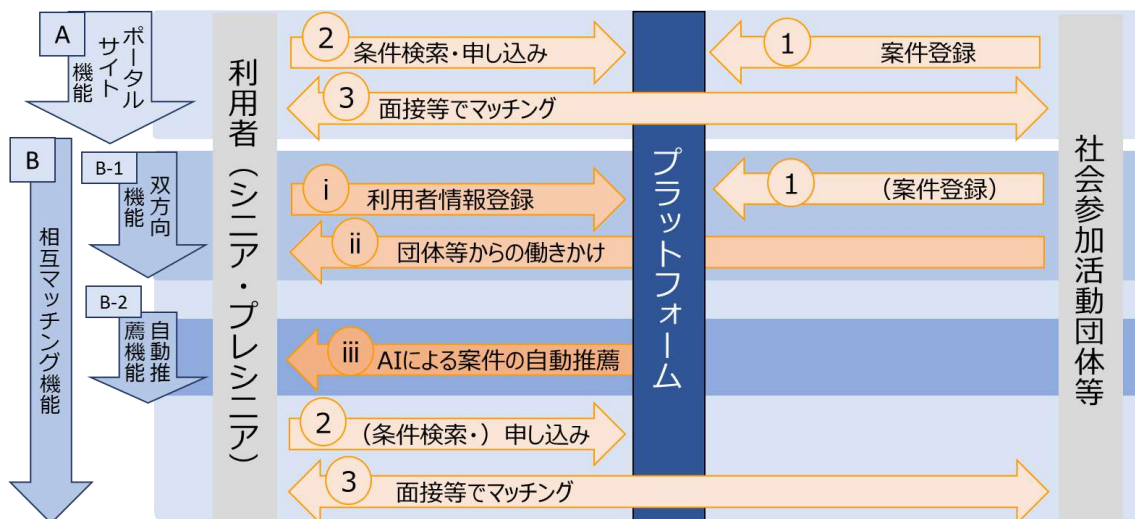 A
ポータル
サイト
機能
B
B-1
双方向
機能
B-2
自動推
薦機能
相互マッチング機能
利用者（シニア・プレシニア）
プラットフォーム
社会参加活動団体等
2 条件検索・申し込み
1 案件登録
3 面接等でマッチング
i 利用者情報登録
1 （案件登録）
ii 団体等からの働きかけ
iii AIによる案件の自動推薦
2 （条件検索・）申し込み
3 面接等でマッチング